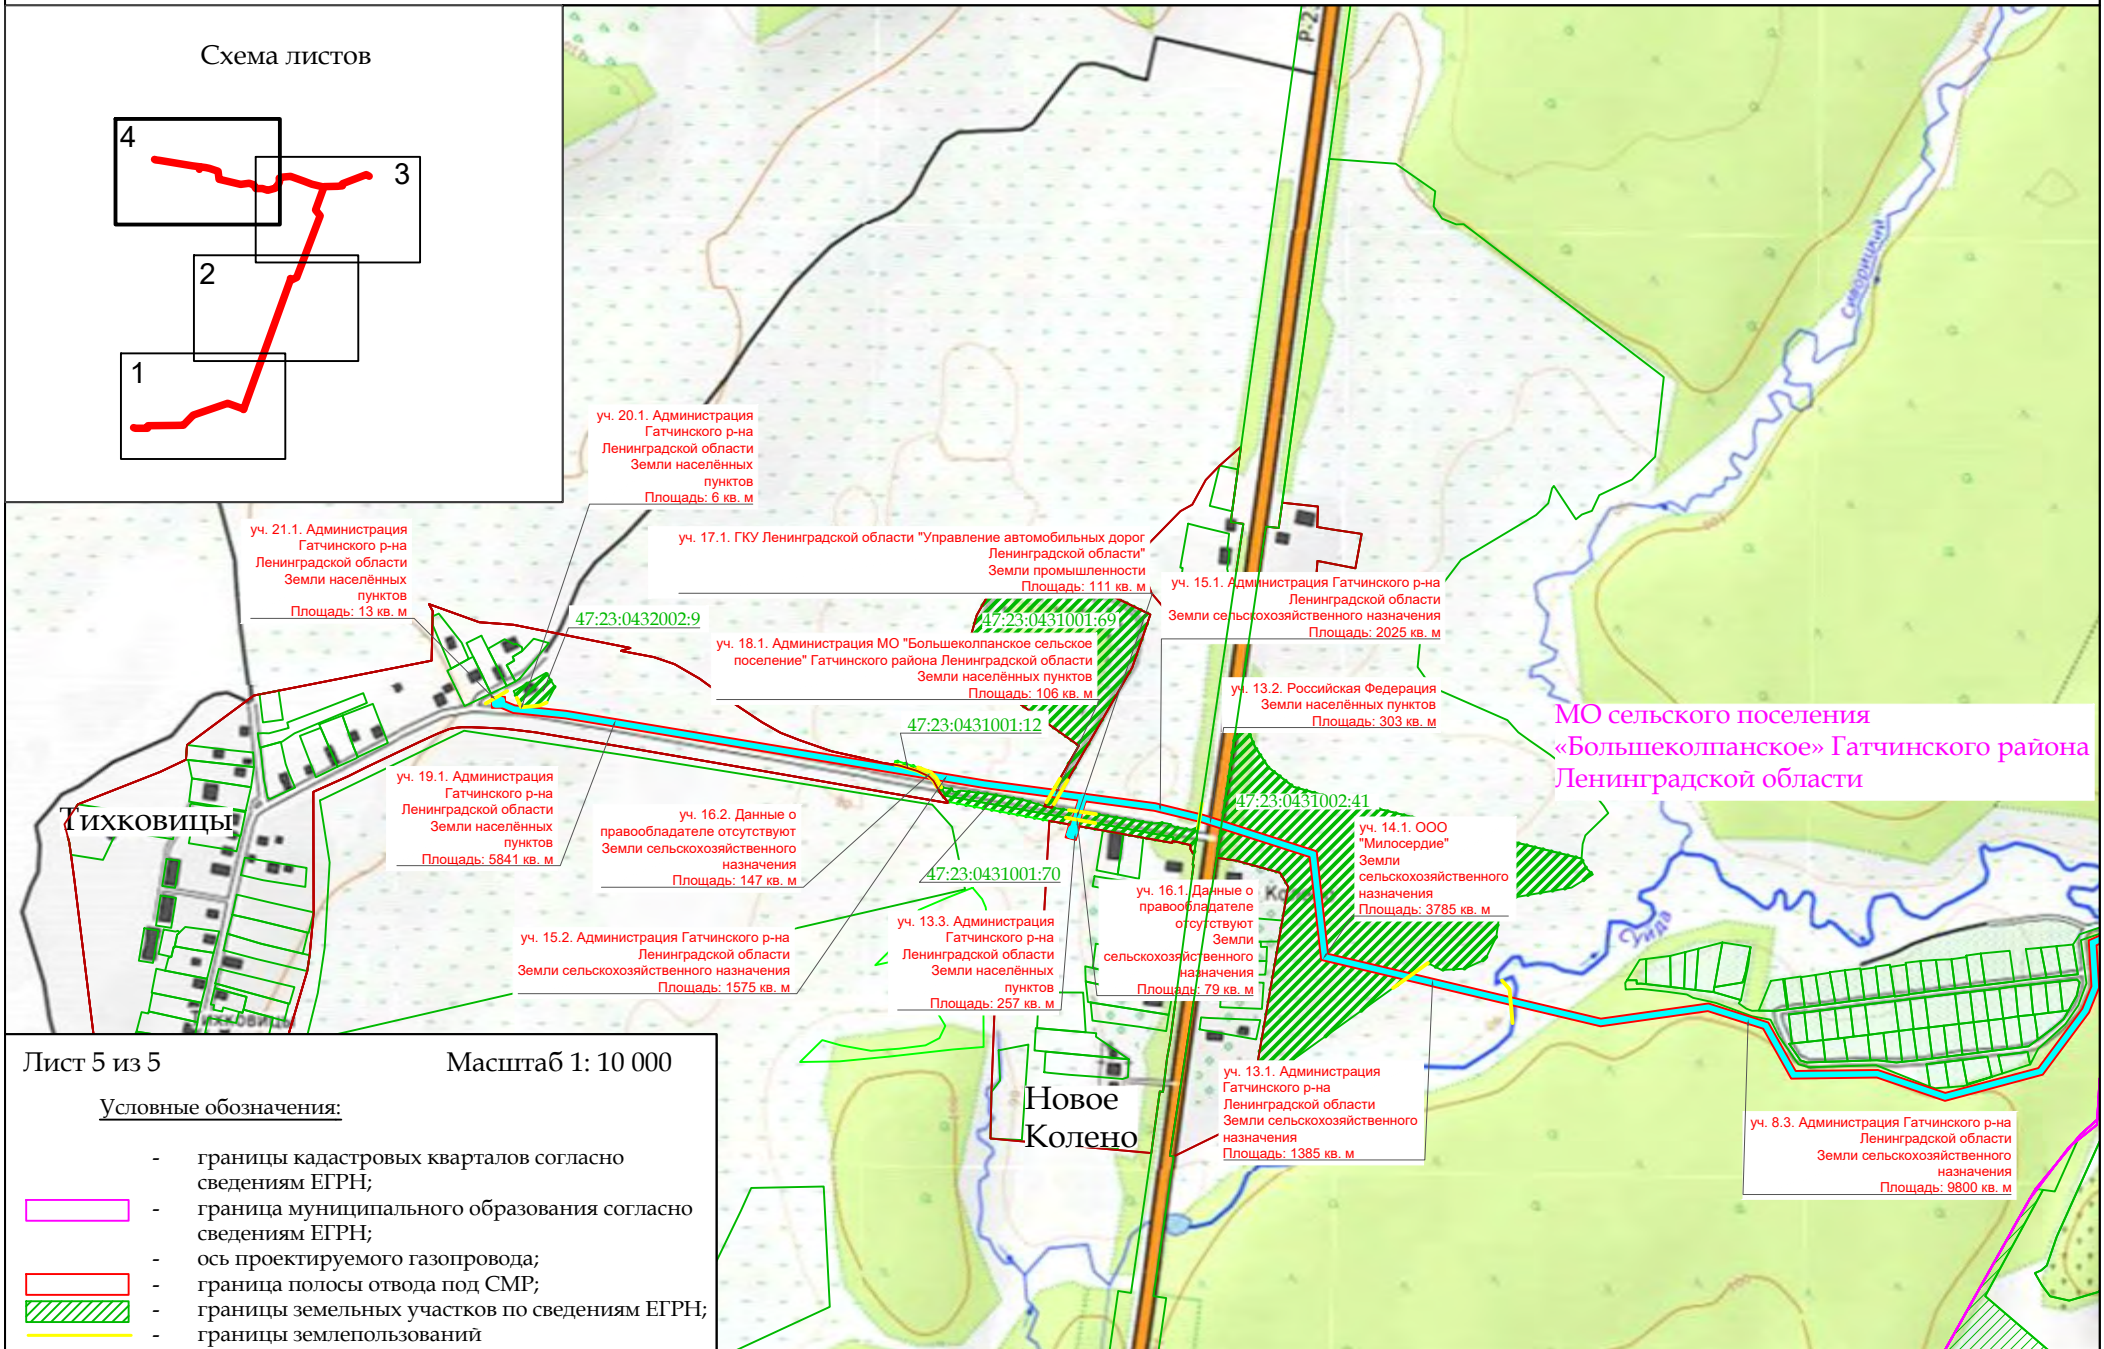 Схема листов
4
3
2
1
Р-2
Сиворицкий
уч. 20.1. Администрация
Гатчинского р-на
Ленинградской области
Земли населённых
пунктов
Площадь: 6 кв. м
уч. 21.1. Администрация
Гатчинского р-на
Ленинградской области
Земли населённых
пунктов
Площадь: 13 кв. м
уч. 17.1. ГКУ Ленинградской области "Управление автомобильных дорог
Ленинградской области"
Земли промышленности
Площадь: 111 кв. м
уч. 15.1. Администрация Гатчинского р-на
Ленинградской области
Земли сельскохозяйственного назначения
Площадь: 2025 кв. м
47:23:0432002:9
47:23:0431001:69
уч. 18.1. Администрация МО "Большеколпанское сельское
поселение" Гатчинского района Ленинградской области
Земли населённых пунктов
Площадь: 106 кв. м
уч. 13.2. Российская Федерация
Земли населённых пунктов
Площадь: 303 кв. м
47:23:0431001:12
МО сельского поселения
«Большеколпанское» Гатчинского района
Ленинградской области
уч. 19.1. Администрация
Гатчинского р-на
Ленинградской области
Земли населённых
пунктов
Площадь: 5841 кв. м
Тихковицы
47:23:0431002:41
уч. 16.2. Данные о
правообладателе отсутствуют
Земли сельскохозяйственного
назначения
Площадь: 147 кв. м
уч. 14.1. ООО
"Милосердие"
Земли
сельскохозяйственного
назначения
Площадь: 3785 кв. м
47:23:0431001:70
уч. 16.1. Данные о
правообладателе
отсутствуют
Земли
сельскохозяйственного
назначения
Площадь: 79 кв. м
уч. 13.3. Администрация
Гатчинского р-на
Ленинградской области
Земли населённых
пунктов
Площадь: 257 кв. м
уч. 15.2. Администрация Гатчинского р-на
Ленинградской области
Земли сельскохозяйственного назначения
Площадь: 1575 кв. м
Суйда
Тихковицы
Новое
Колено
уч. 13.1. Администрация
Гатчинского р-на
Ленинградской области
Земли сельскохозяйственного
назначения
Площадь: 1385 кв. м
уч. 8.3. Администрация Гатчинского р-на
Ленинградской области
Земли сельскохозяйственного
назначения
Площадь: 9800 кв. м
Лист 5 из 5
Масштаб 1: 10 000
Условные обозначения:
- границы кадастровых кварталов согласно
сведениям ЕГРН;
- граница муниципального образования согласно
сведениям ЕГРН;
- ось проектируемого газопровода;
- граница полосы отвода под СМР;
- границы земельных участков по сведениям ЕГРН;
- границы землепользований